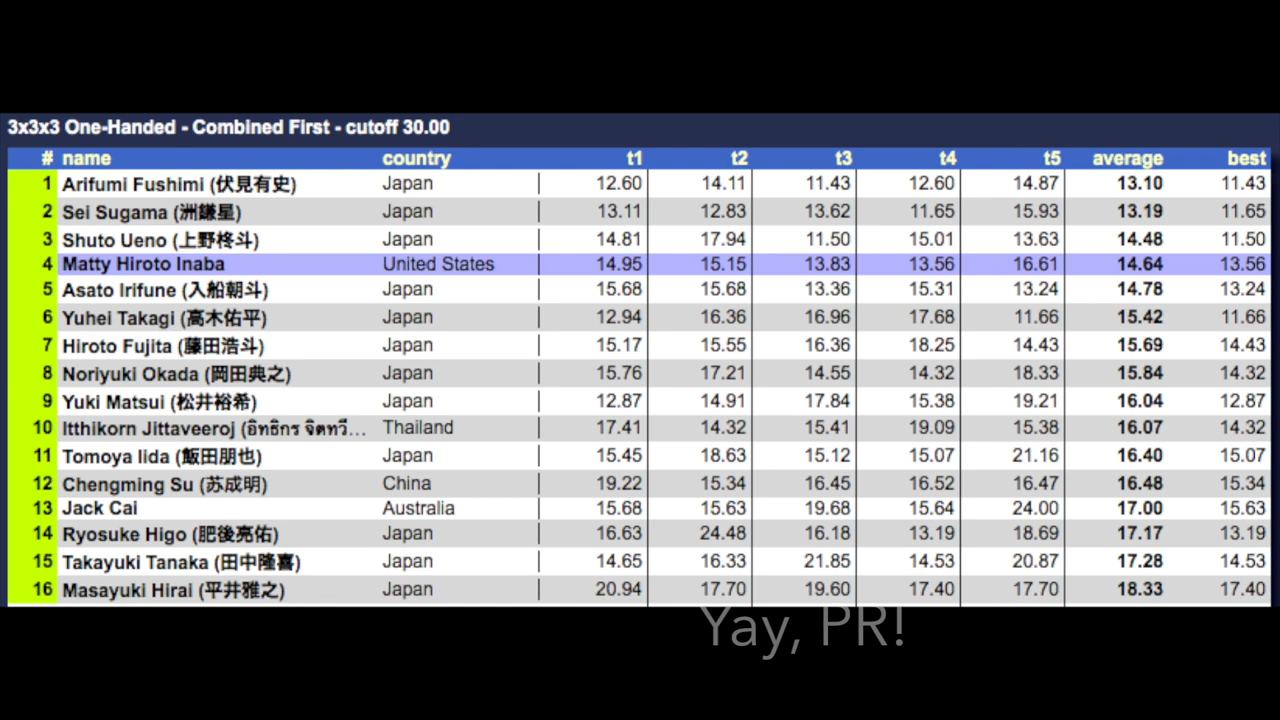 3x3x3 One-Handed - Combined First - cutoff 30.00
# name country t1 t2 t3 t4 t5 average best
1 Arifumi Fushimi (伏見有史) Japan | 12.60 14.11 11.43 12.60 14.87 13.10 11.43
2 Sei Sugama (洲鎌星) Japan | 13.11 12.83 13.62 11.65 15.93 13.19 11.65
3 Shuto Ueno (上野柊斗) Japan | 14.81 17.94 11.50 15.01 13.63 14.48 11.50
4 Matty Hiroto Inaba United States | 14.95 15.15 13.83 13.56 16.61 14.64 13.56
5 Asato Irifune (入船朝斗) Japan | 15.68 15.68 13.36 15.31 13.24 14.78 13.24
6 Yuhei Takagi (高木佑平) Japan | 12.94 16.36 16.96 17.68 11.66 15.42 11.66
7 Hiroto Fujita (藤田浩斗) Japan | 15.17 15.55 16.36 18.25 14.43 15.69 14.43
8 Noriyuki Okada (岡田典之) Japan | 15.76 17.21 14.55 14.32 18.33 15.84 14.32
9 Yuki Matsui (松井裕希) Japan | 12.87 14.91 17.84 15.38 19.21 16.04 12.87
10 Itthikorn Jittaveeroj (อิทธิกร จิตทวี... Thailand | 17.41 14.32 15.41 19.09 15.38 16.07 14.32
11 Tomoya Iida (飯田朋也) Japan | 15.45 18.63 15.12 15.07 21.16 16.40 15.07
12 Chengming Su (苏成明) China | 19.22 15.34 16.45 16.52 16.47 16.48 15.34
13 Jack Cai Australia | 15.68 15.63 19.68 15.64 24.00 17.00 15.63
14 Ryosuke Higo (肥後亮佑) Japan | 16.63 24.48 16.18 13.19 18.69 17.17 13.19
15 Takayuki Tanaka (田中隆喜) Japan | 14.65 16.33 21.85 14.53 20.87 17.28 14.53
16 Masayuki Hirai (平井雅之) Japan | 20.94 17.70 19.60 17.40 17.70 18.33 17.40
Yay, PR!